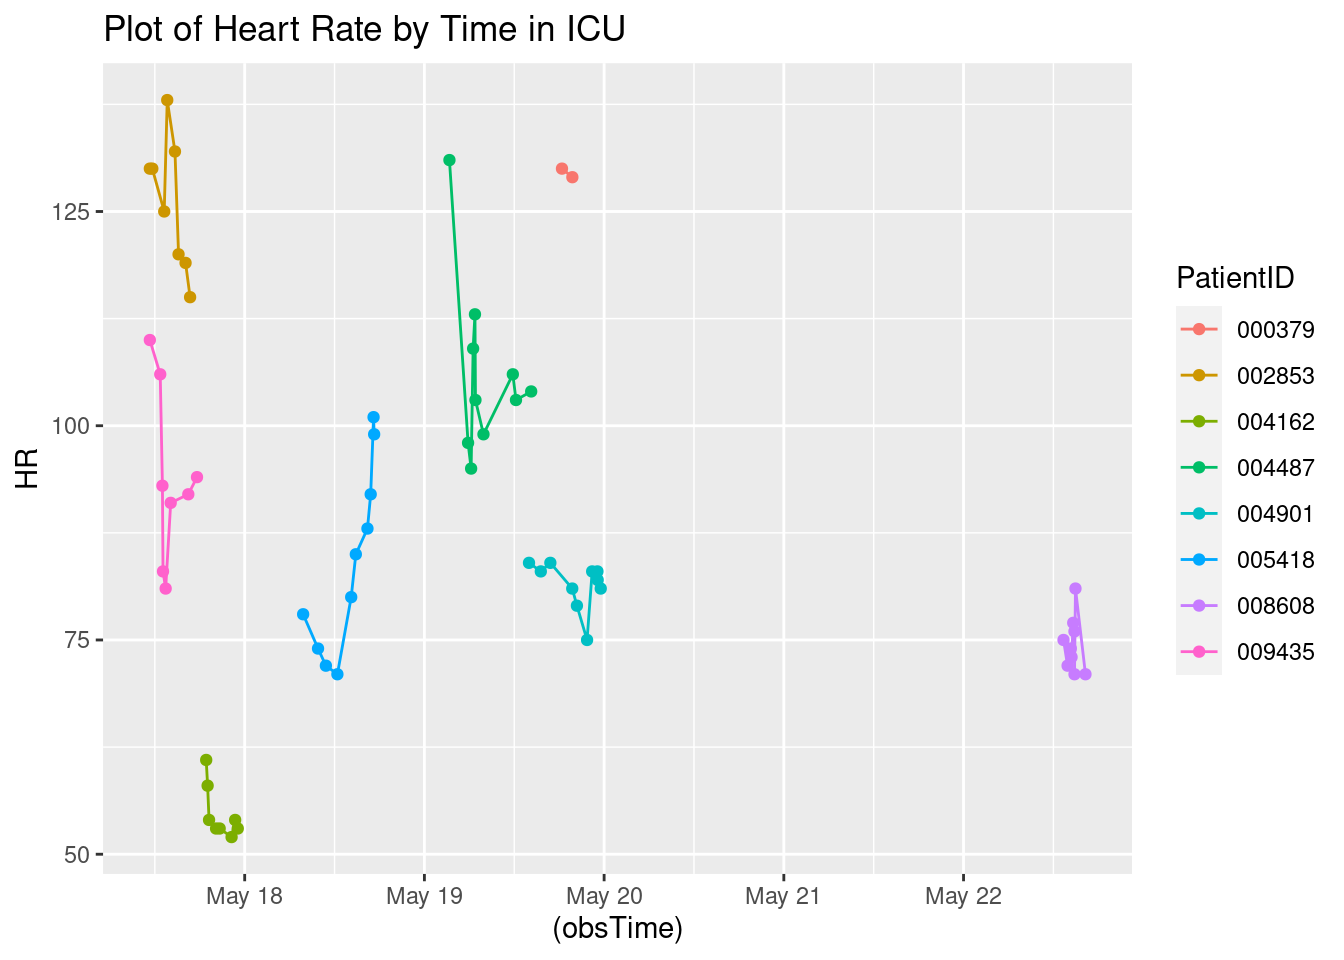 Plot of Heart Rate by Time in ICU
HR
125
100
75
50
May 18
May 19
May 20
May 21
May 22
(obsTime)
PatientID
000379
002853
004162
004487
004901
005418
008608
009435